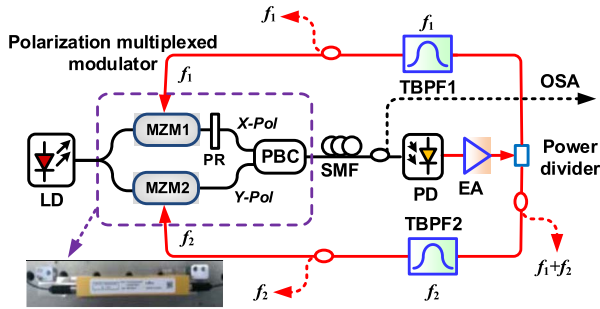 f1
f1
Polarization multiplexed
modulator
f1
TBPF1
OSA
MZM1
X-Pol
PR
PBC
SMF
Power
divider
LD
MZM2
Y-Pol
PD
EA
f2
TBPF2
f2
f2
f1+f2